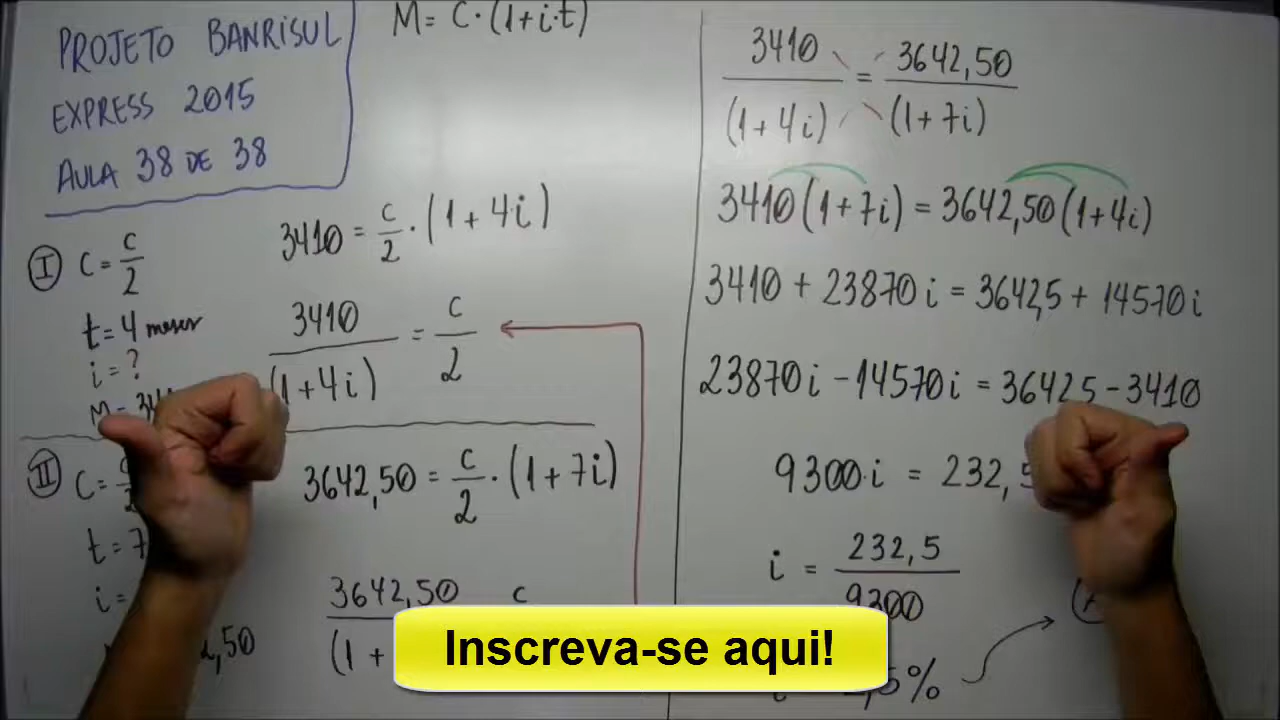 PROJETO BANRISUL
EXPRESS 2015
AULA 38 DE 38
M = C · (1 + i · t)
I C = C/2
t = 4 meses
i = ?
M = 34
3410 = C/2 · (1 + 4i)
3410/(1 + 4i) = C/2
II C =
t = 7
i =
,50
3642,50 = C/2 · (1 + 7i)
3642,50 C
(1 +
3410/(1 + 4i) = 3642,50/(1 + 7i)
3410(1 + 7i) = 3642,50(1 + 4i)
3410 + 23870i = 3642,5 + 14570i
23870i - 14570i = 3642,5 - 3410
9300·i = 232,5
i = 232,5/9300
%
Inscreva-se aqui!